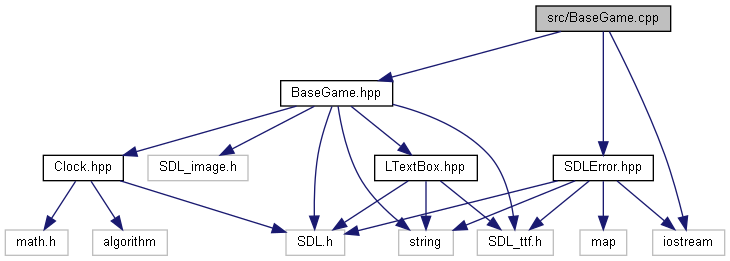 src/BaseGame.cpp
BaseGame.hpp
Clock.hpp
SDL_image.h
LTextBox.hpp
SDLError.hpp
math.h
algorithm
SDL.h
string
SDL_ttf.h
map
iostream